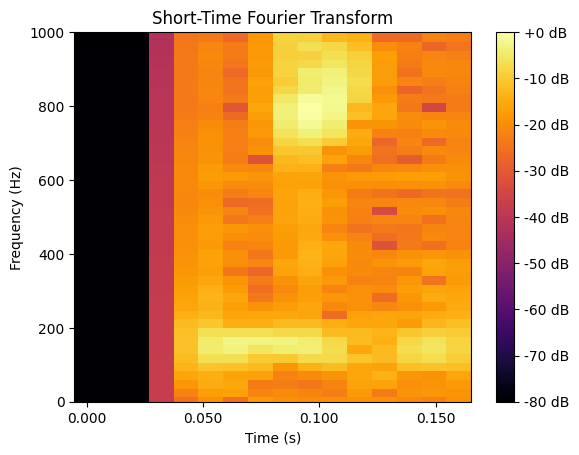 Short-Time Fourier Transform
1000
800
600
400
200
0
Frequency (Hz)
0.000
0.050
0.100
0.150
Time (s)
+0 dB
-10 dB
-20 dB
-30 dB
-40 dB
-50 dB
-60 dB
-70 dB
-80 dB